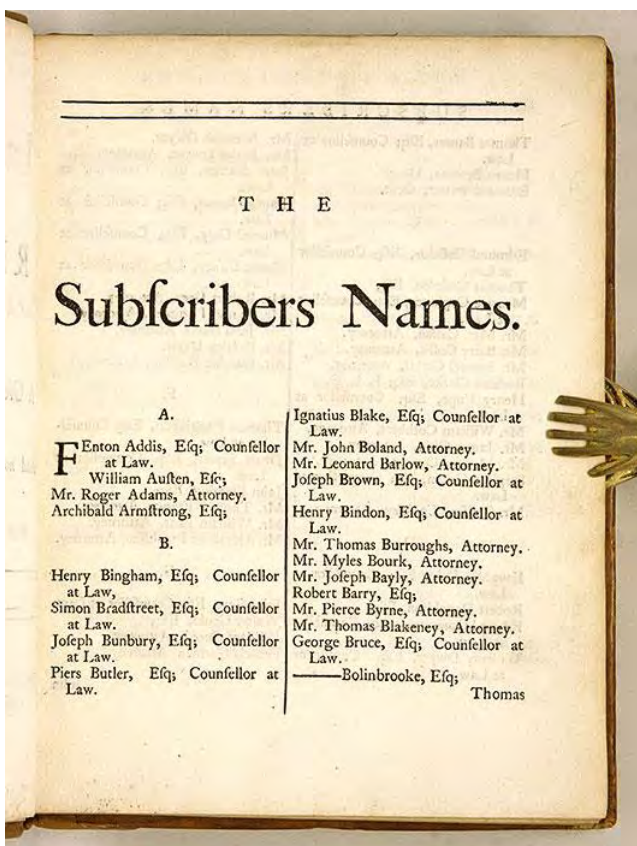 THE
Subſcribers Names.
A.
FEnton Addis, Eſq; Counſellor
at Law.
William Auſten, Eſq;
Mr. Roger Adams, Attorney.
Archibald Armſtrong, Eſq;
B.
Henry Bingham, Eſq; Counſellor
at Law,
Simon Bradſtreet, Eſq; Counſellor
at Law.
Joſeph Bunbury, Eſq; Counſellor
at Law.
Piers Butler, Eſq; Counſellor at
Law.
Ignatius Blake, Eſq; Counſellor at
Law.
Mr. John Boland, Attorney.
Mr. Leonard Barlow, Attorney.
Joſeph Brown, Eſq; Counſellor at
Law.
Henry Bindon, Eſq; Counſellor at
Law.
Mr. Thomas Burroughs, Attorney.
Mr. Myles Bourk, Attorney.
Mr. Joſeph Bayly, Attorney.
Robert Barry, Eſq;
Mr. Pierce Byrne, Attorney.
Mr. Thomas Blakeney, Attorney.
George Bruce, Eſq; Counſellor at
Law.
——Bolinbrooke, Eſq;
Thomas